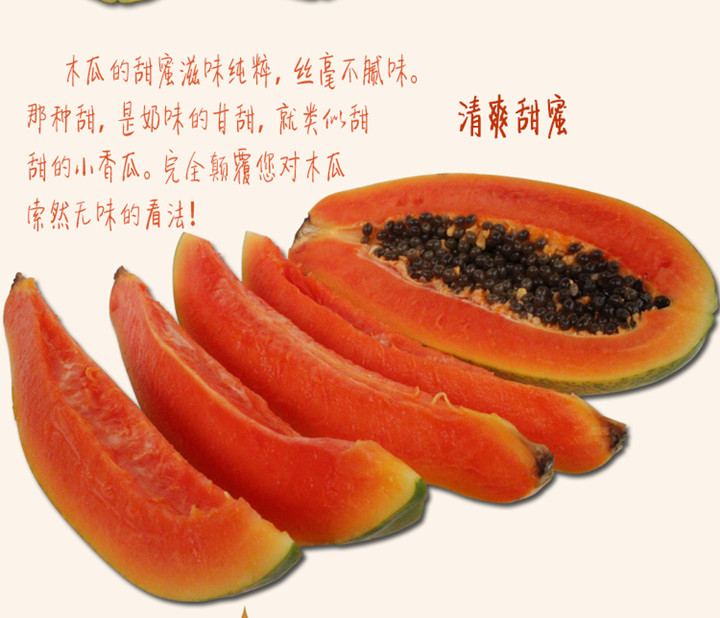 木瓜的甜蜜滋味纯粹，丝毫不腻味。
那种甜，是奶味的甘甜，就类似甜
甜的小香瓜。完全颠覆您对木瓜
索然无味的看法！
清爽甜蜜